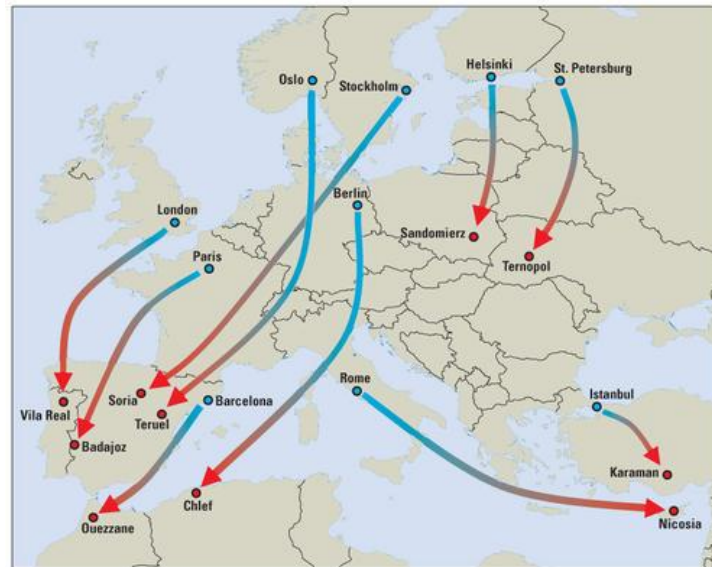 Helsinki
St. Petersburg
Oslo
Stockholm
Berlin
London
Sandomierz
Paris
Ternopol
Rome
Istanbul
Soria
Barcelona
Vila Real
Teruel
Badajoz
Karaman
Chlef
Ouezzane
Nicosia